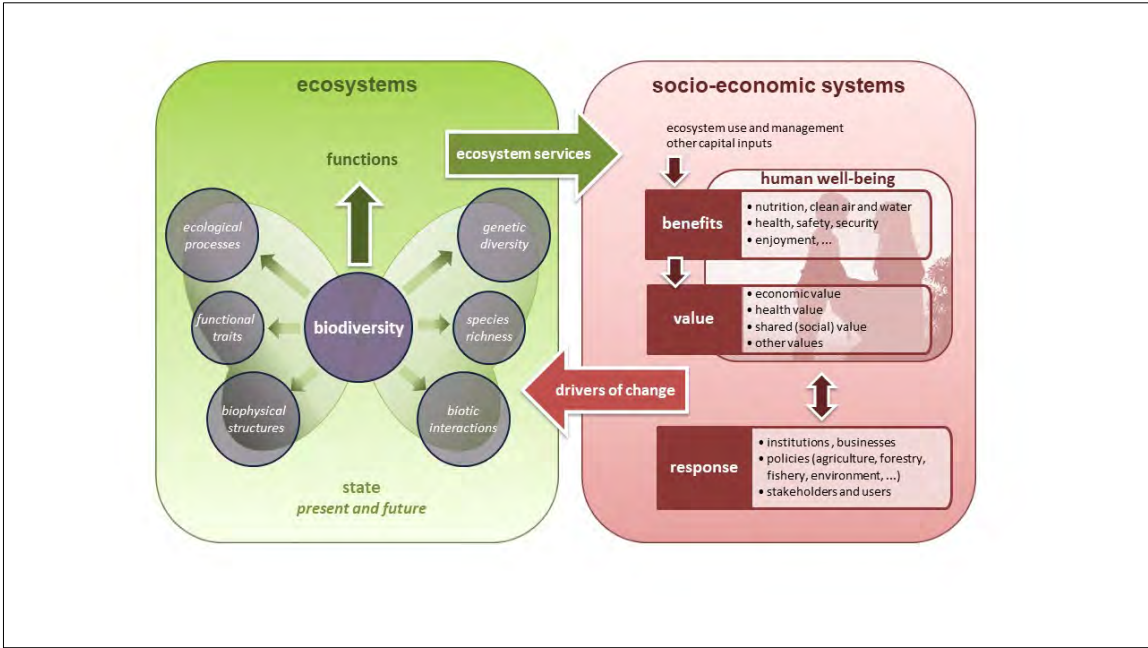 ecosystems
functions
ecosystem services
ecological
processes
genetic
diversity
functional
traits
biodiversity
species
richness
biophysical
structures
biotic
interactions
state
present and future
drivers of change
socio-economic systems
ecosystem use and management
other capital inputs
human well-being
benefits
• nutrition, clean air and water
• health, safety, security
• enjoyment, ...
value
• economic value
• health value
• shared (social) value
• other values
response
• institutions , businesses
• policies (agriculture, forestry,
fishery, environment, ...)
• stakeholders and users